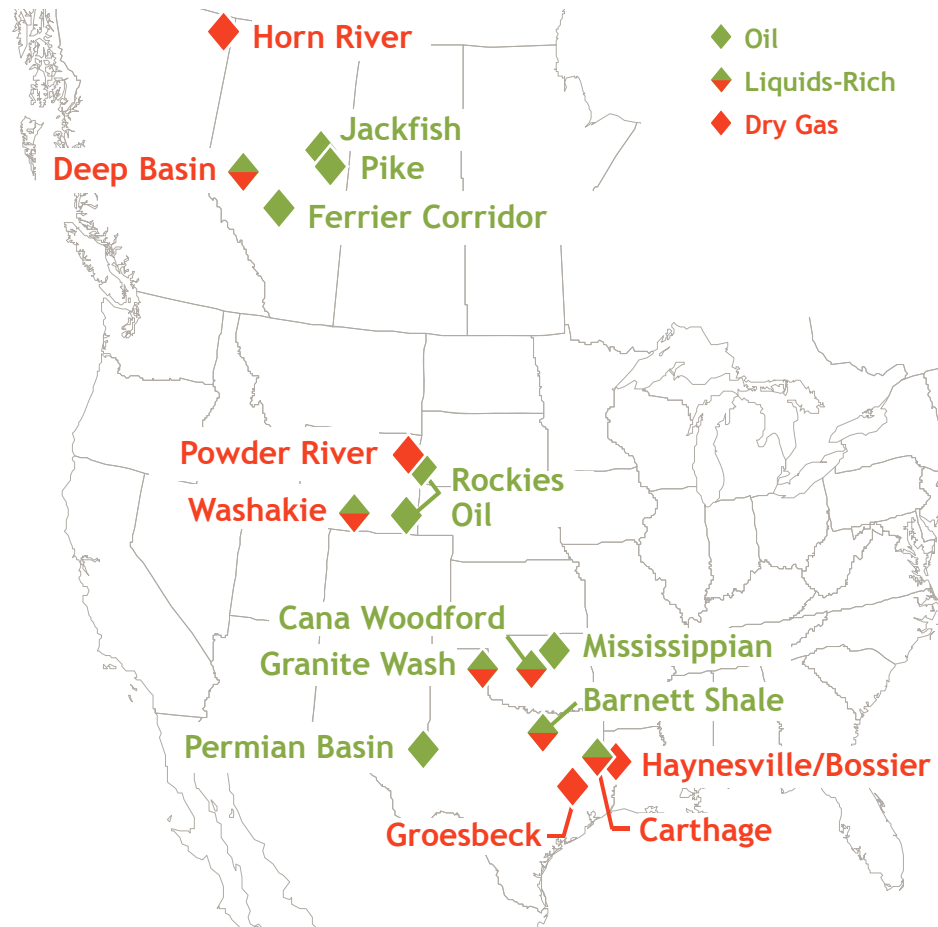 Horn River
Oil
Liquids-Rich
Dry Gas
Jackfish
Deep Basin
Pike
Ferrier Corridor
Powder River
Rockies
Oil
Washakie
Cana Woodford
Mississippian
Granite Wash
Barnett Shale
Permian Basin
Haynesville/Bossier
Groesbeck
Carthage